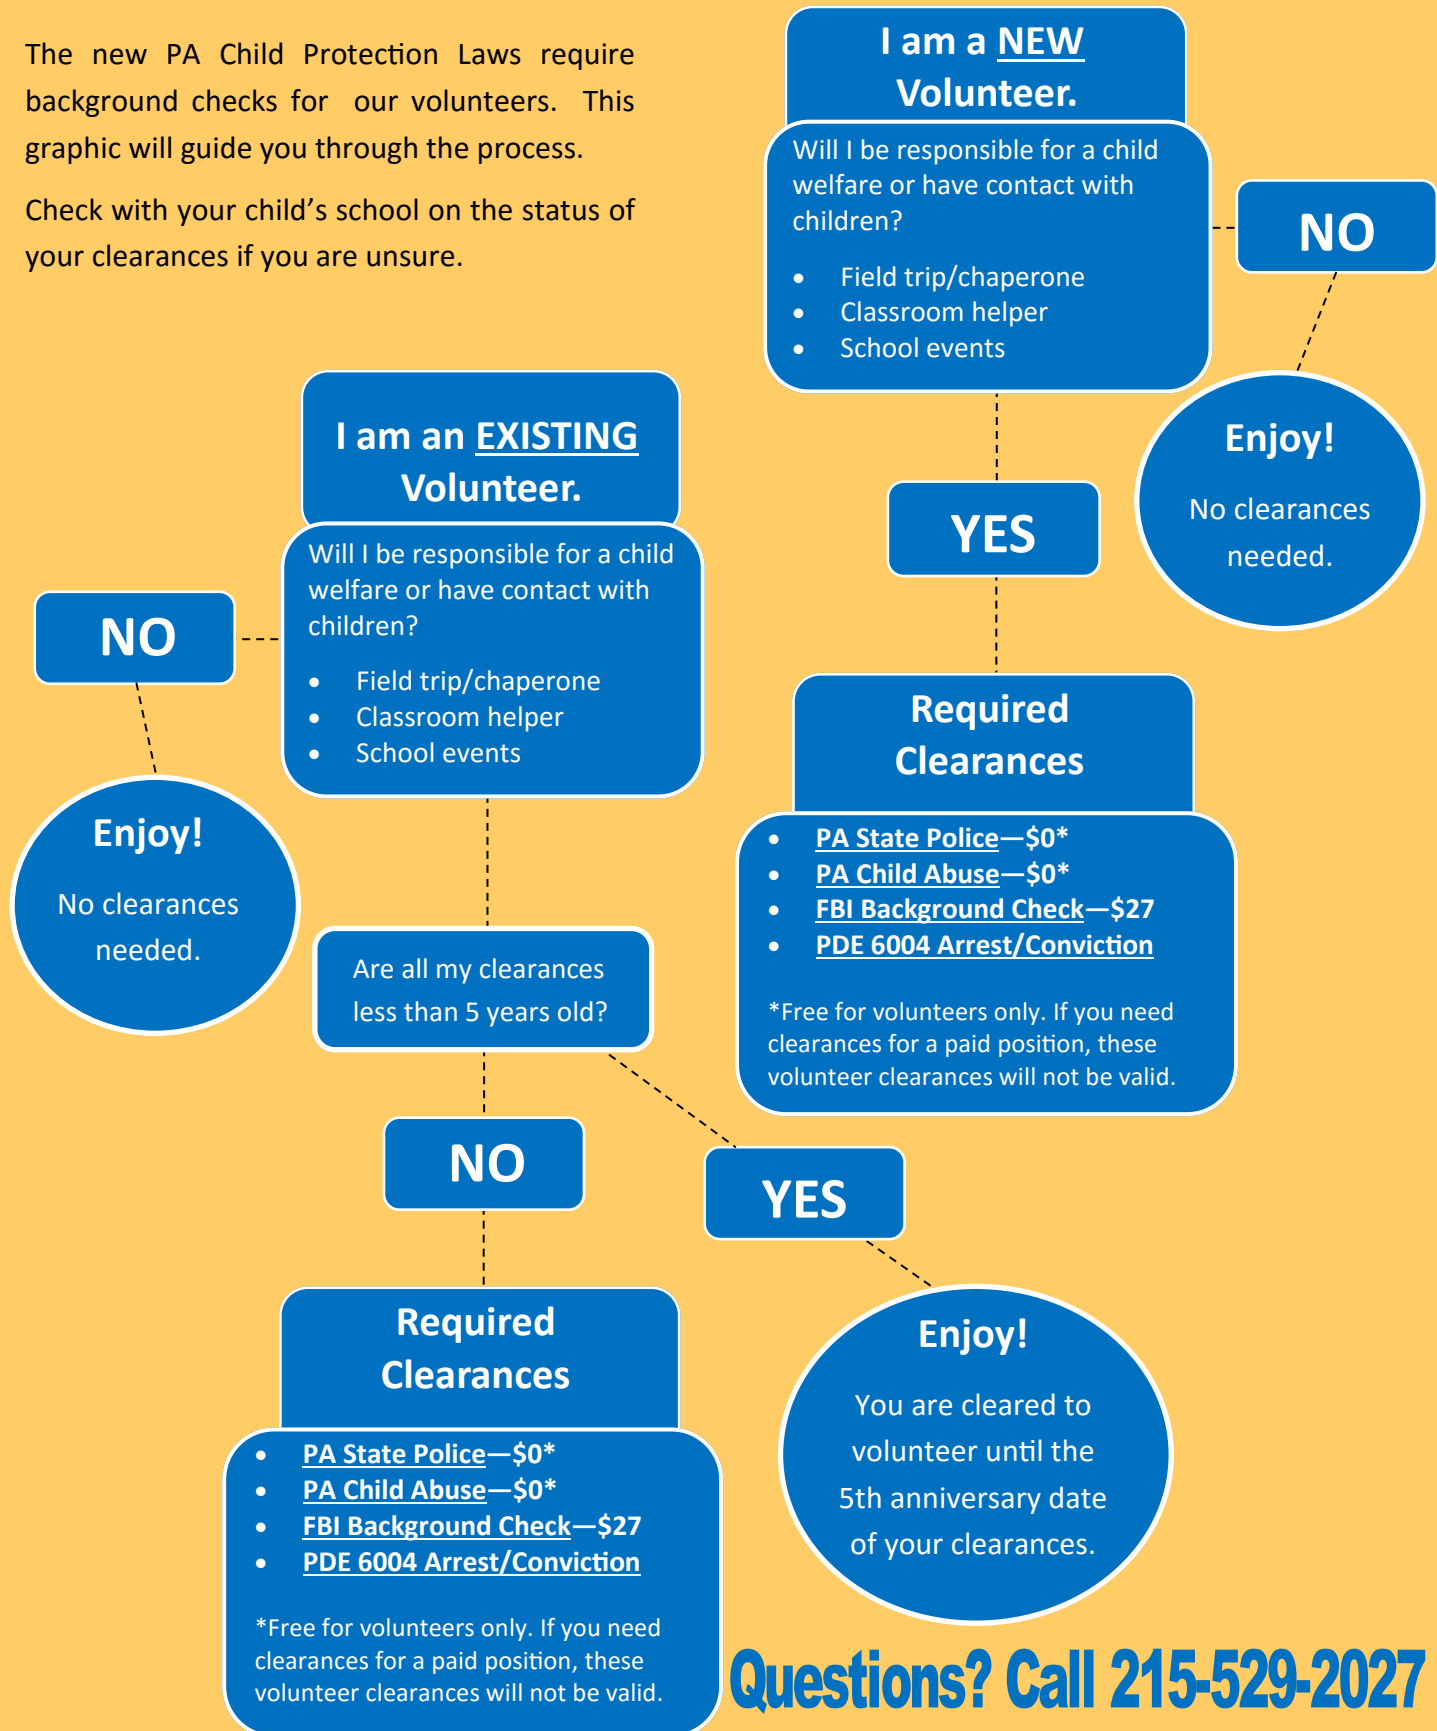 The new PA Child Protection Laws require
background checks for our volunteers. This
graphic will guide you through the process.
Check with your child's school on the status of
your clearances if you are unsure.
I am a NEW
Volunteer.
Will I be responsible for a child
welfare or have contact with
children?
• Field trip/chaperone
• Classroom helper
• School events
NO
Enjoy!
No clearances
needed.
YES
Required
Clearances
• PA State Police—$0*
• PA Child Abuse—$0*
• FBI Background Check—$27
• PDE 6004 Arrest/Conviction
*Free for volunteers only. If you need
clearances for a paid position, these
volunteer clearances will not be valid.
I am an EXISTING
Volunteer.
Will I be responsible for a child
welfare or have contact with
children?
• Field trip/chaperone
• Classroom helper
• School events
NO
Enjoy!
No clearances
needed.
Are all my clearances
less than 5 years old?
NO
YES
Required
Clearances
• PA State Police—$0*
• PA Child Abuse—$0*
• FBI Background Check—$27
• PDE 6004 Arrest/Conviction
*Free for volunteers only. If you need
clearances for a paid position, these
volunteer clearances will not be valid.
Enjoy!
You are cleared to
volunteer until the
5th anniversary date
of your clearances.
Questions? Call 215-529-2027